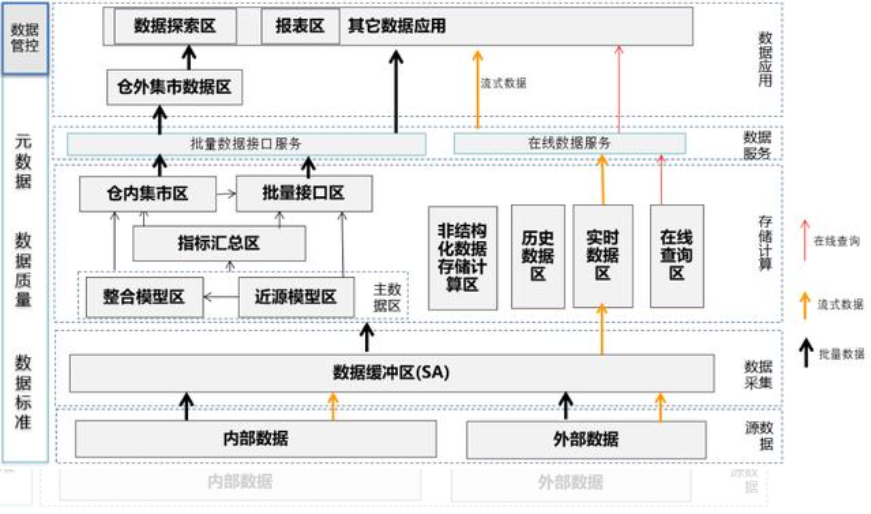 数据
管控
元数据
数据质量
数据标准
数据探索区
报表区
其它数据应用
仓外集市数据区
流式数据
数据应用
批量数据接口服务
在线数据服务
数据
服务
仓内集市区
批量接口区
指标汇总区
整合模型区
近源模型区
主数
据区
非结构
化数据
存储计
算区
历史
数据
区
实时
数据
区
在线
查询
区
存储计算
数据缓冲区(SA)
数据
采集
内部数据
外部数据
源数
据
在线查询
流式数据
批量数据
内部数据
外部数据
源数
据